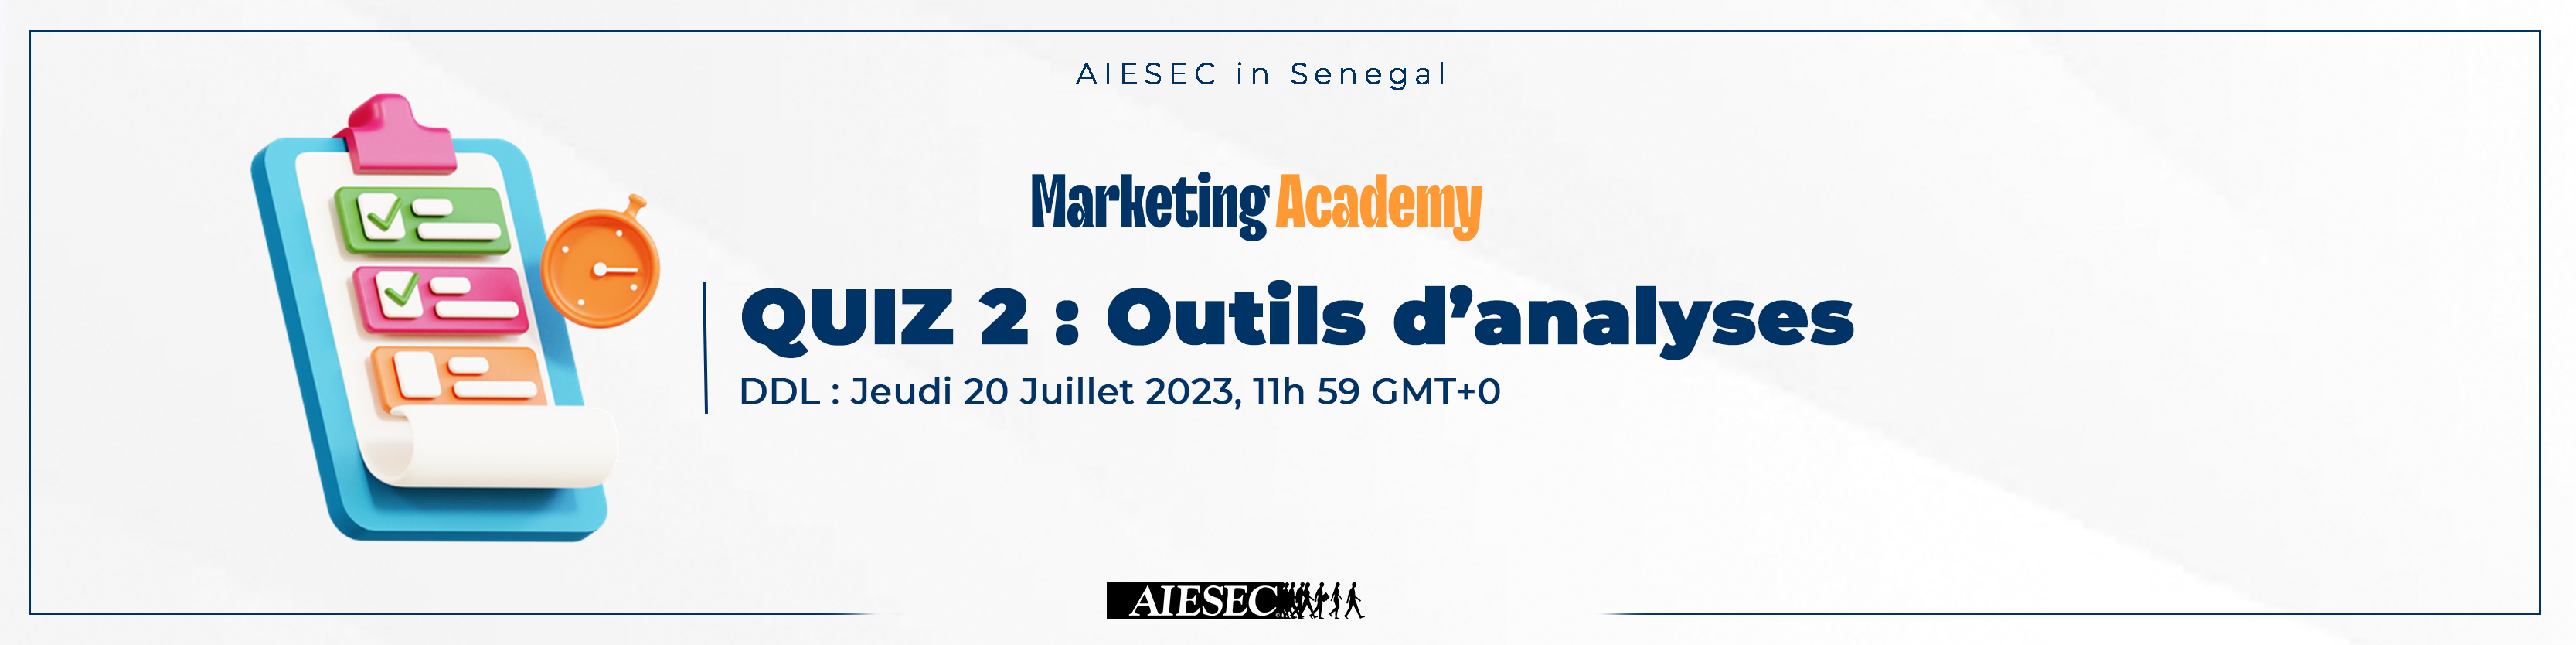 AIESEC in Senegal
Marketing Academy
QUIZ 2 : Outils d’analyses
DDL : Jeudi 20 Juillet 2023, 11h 59 GMT+0
AIESEC